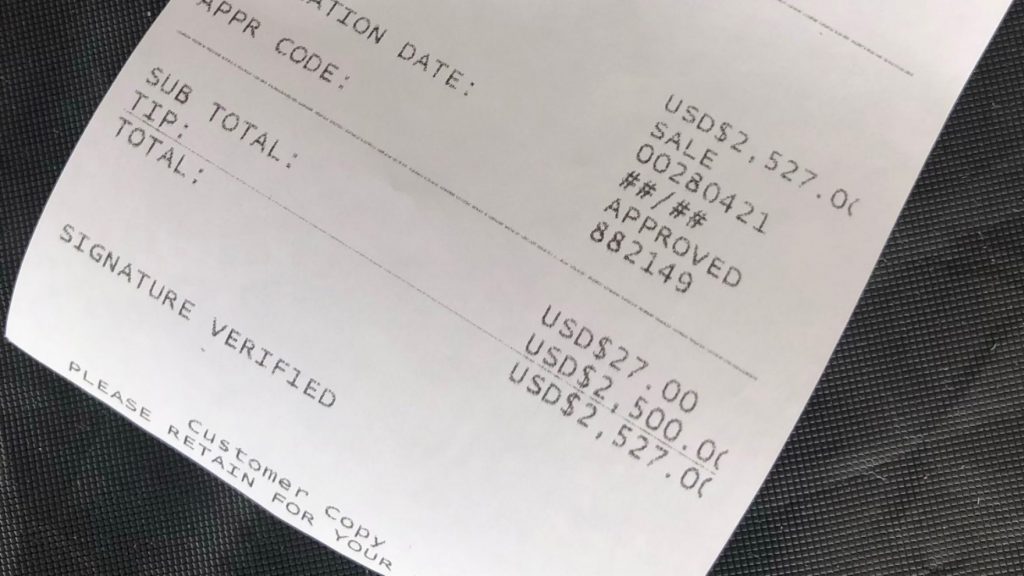 ATION DATE:
APPR CODE:
USD$2,527.0
SALE
00280421
##/##
APPROVED
882149
SUB TOTAL: USD$27.00
TIP: USD$2,500.0
TOTAL: USD$2,527.0
SIGNATURE VERIFIED
Customer Copy
PLEASE RETAIN FOR YOUR